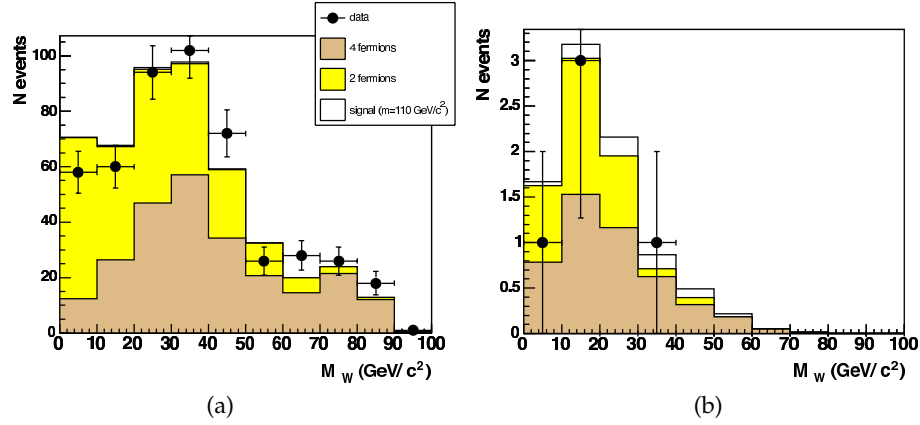 N events
100
80
60
40
20
0
0 10 20 30 40 50 60 70 80 90 100
M W (GeV/ c²)
(a)
data
4 fermions
2 fermions
signal (m=110 GeV/c²)
N events
3
2.5
2
1.5
1
0.5
0
0 10 20 30 40 50 60 70 80 90 100
M W (GeV/ c²)
(b)